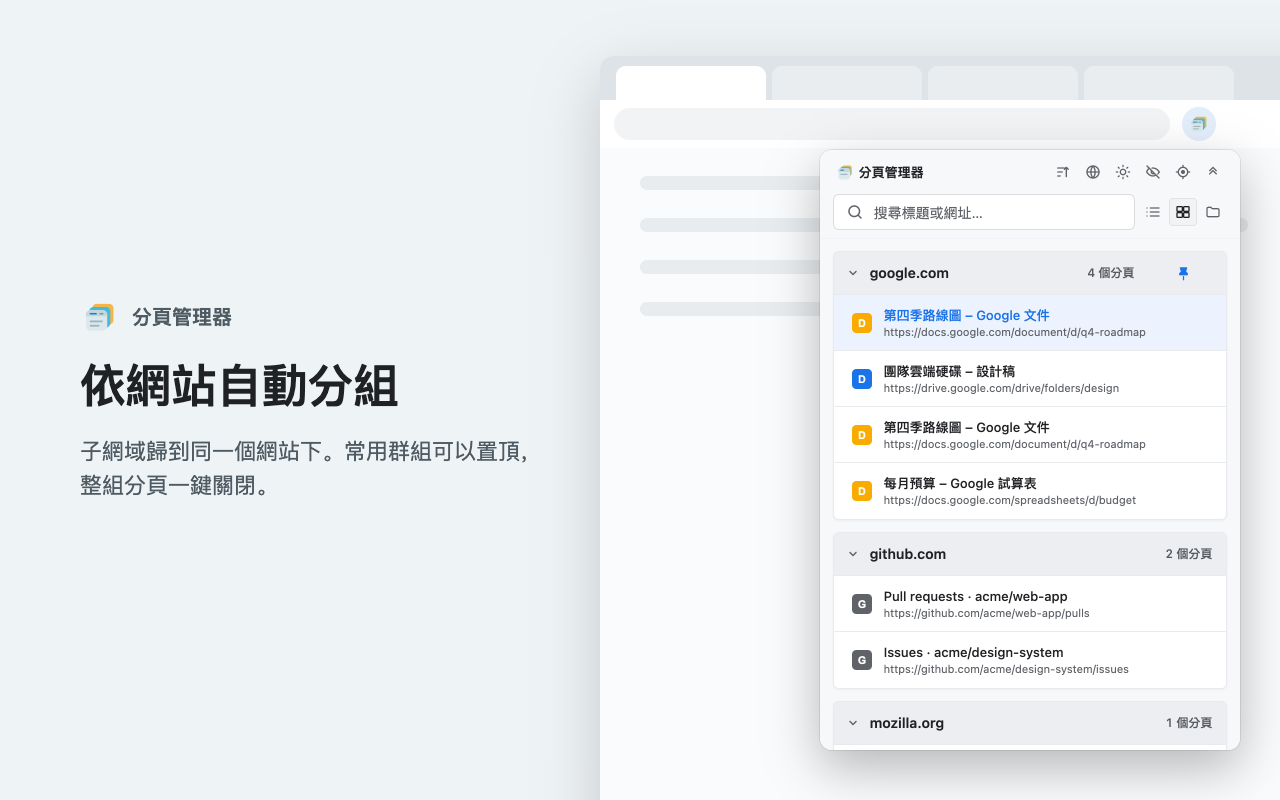 分頁管理器
依網站自動分組
子網域歸到同一個網站下。常用群組可以置頂,
整組分頁一鍵關閉。
分頁管理器
搜尋標題或網址...
google.com
4 個分頁
D
第四季路線圖 – Google 文件
https://docs.google.com/document/d/q4-roadmap
D
團隊雲端硬碟 – 設計稿
https://drive.google.com/drive/folders/design
D
第四季路線圖 – Google 文件
https://docs.google.com/document/d/q4-roadmap
D
每月預算 – Google 試算表
https://docs.google.com/spreadsheets/d/budget
github.com
2 個分頁
G
Pull requests · acme/web-app
https://github.com/acme/web-app/pulls
G
Issues · acme/design-system
https://github.com/acme/design-system/issues
mozilla.org
1 個分頁